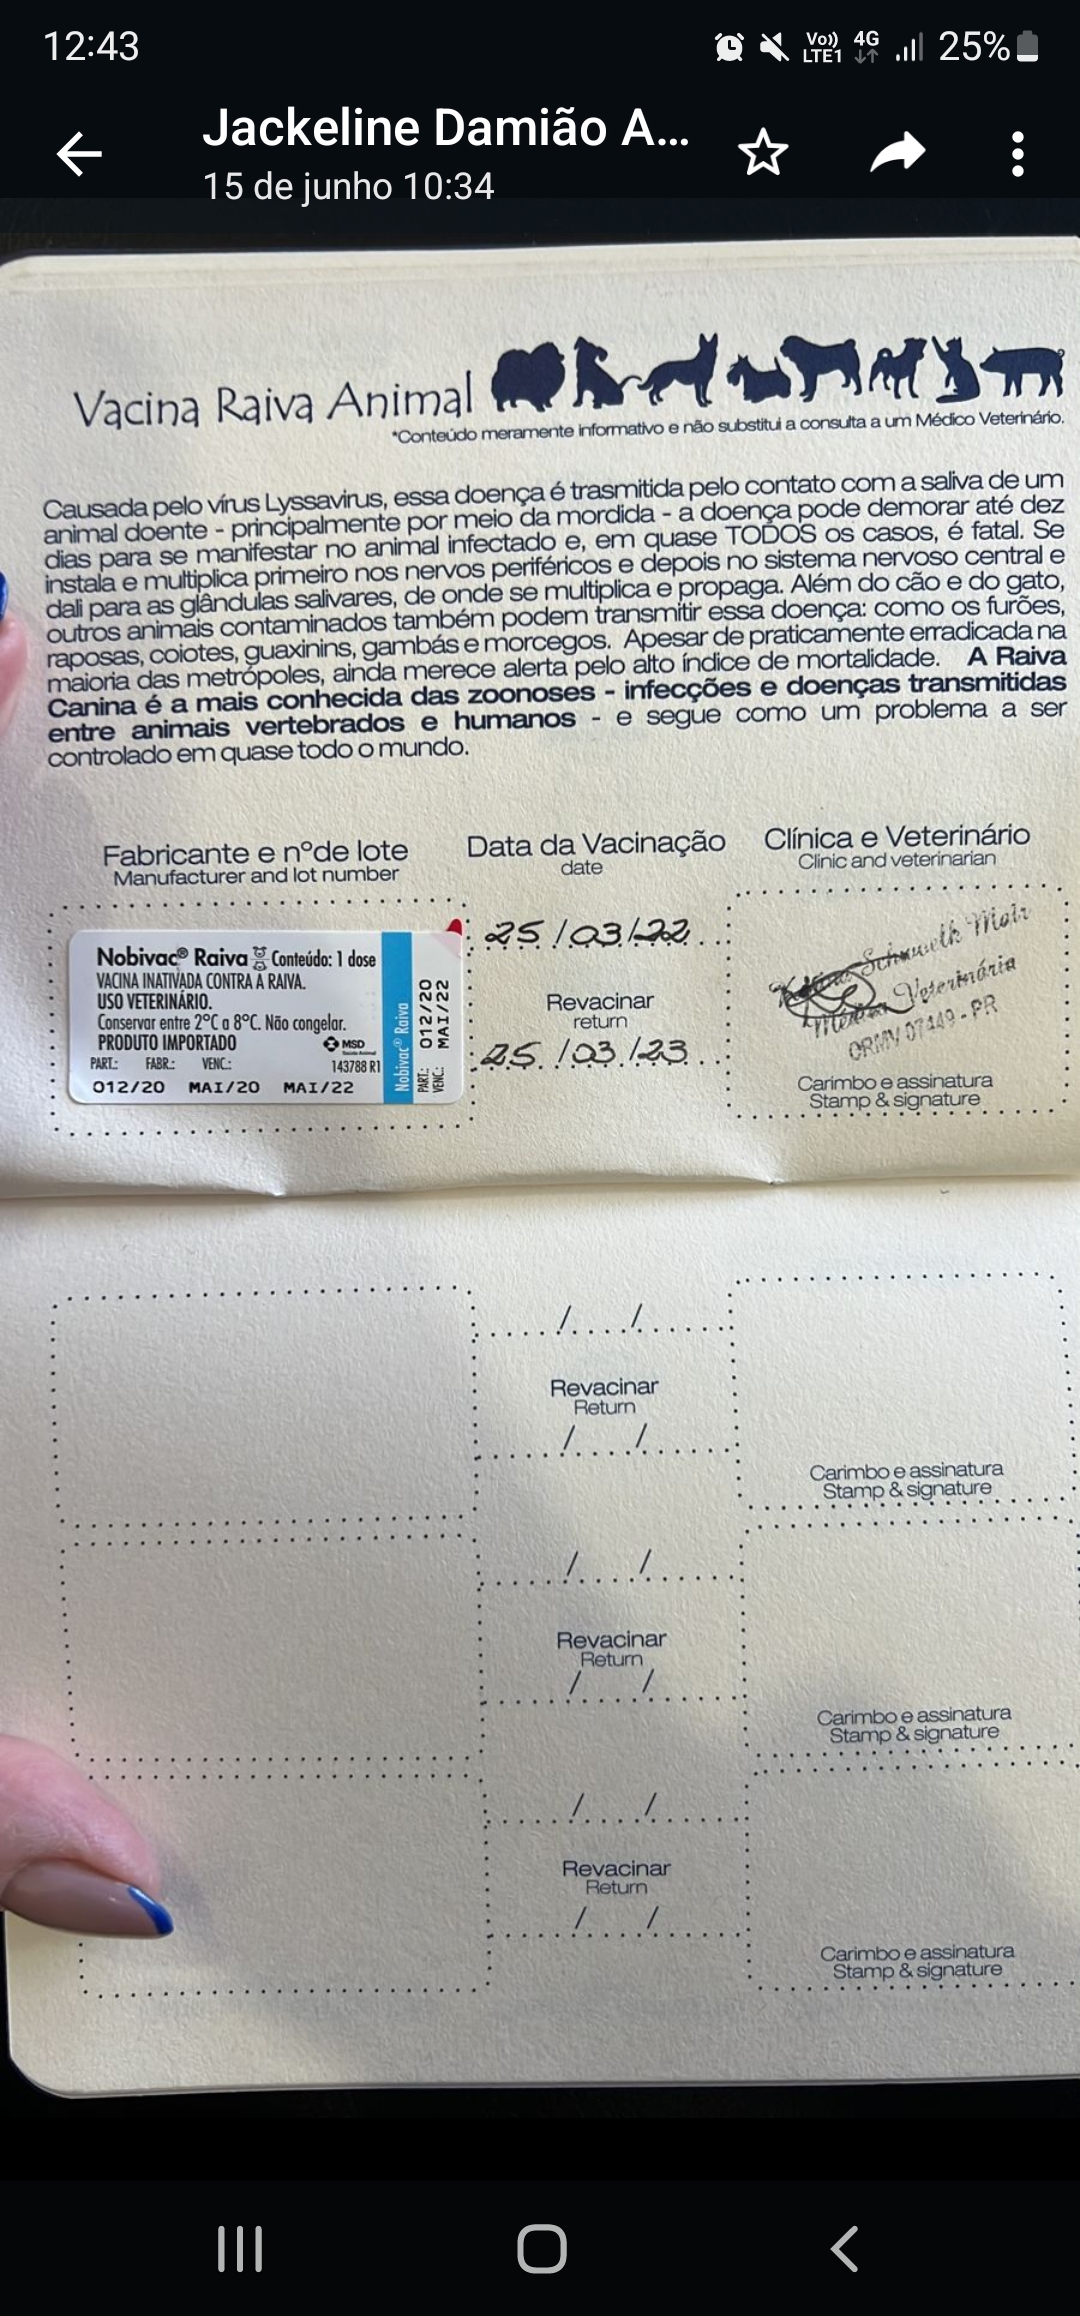 12:43
Vo)) LTE1 4G 25%
Jackeline Damião A...
15 de junho 10:34
Vacina Raiva Animal
*Conteúdo meramente informativo e não substitui a consulta a um Médico Veterinário.
Causada pelo vírus Lyssavirus, essa doença é trasmitida pelo contato com a saliva de um
animal doente - principalmente por meio da mordida - a doença pode demorar até dez
dias para se manifestar no animal infectado e, em quase TODOS os casos, é fatal. Se
instala e multiplica primeiro nos nervos periféricos e depois no sistema nervoso central e
dali para as glândulas salivares, de onde se multiplica e propaga. Além do cão e do gato,
outros animais contaminados também podem transmitir essa doença: como os furões,
raposas, coiotes, guaxinins, gambás e morcegos. Apesar de praticamente erradicada na
maioria das metrópoles, ainda merece alerta pelo alto índice de mortalidade. A Raiva
Canina é a mais conhecida das zoonoses - infecções e doenças transmitidas
entre animais vertebrados e humanos - e segue como um problema a ser
controlado em quase todo o mundo.
Fabricante e nºde lote
Manufacturer and lot number
Data da Vacinação
date
Clínica e Veterinário
Clinic and veterinarian
Nobivac® Raiva Conteúdo: 1 dose
VACINA INATIVADA CONTRA A RAIVA.
USO VETERINÁRIO.
Conservar entre 2°C a 8°C. Não congelar.
PRODUTO IMPORTADO
MSD
Saúde Animal
PART.: FABR.: VENC.: 143788 R1
012/20 MAI/20 MAI/22
Nobivac® Raiva
PART.: 012/20
VENC.: MAI/22
25/03/22
Revacinar
return
25/03/23
Veterinária
CRMV 07449-PR
Carimbo e assinatura
Stamp & signature
/ /
Revacinar
Return
/ /
Carimbo e assinatura
Stamp & signature
/ /
Revacinar
Return
/ /
Carimbo e assinatura
Stamp & signature
/ /
Revacinar
Return
/ /
Carimbo e assinatura
Stamp & signature